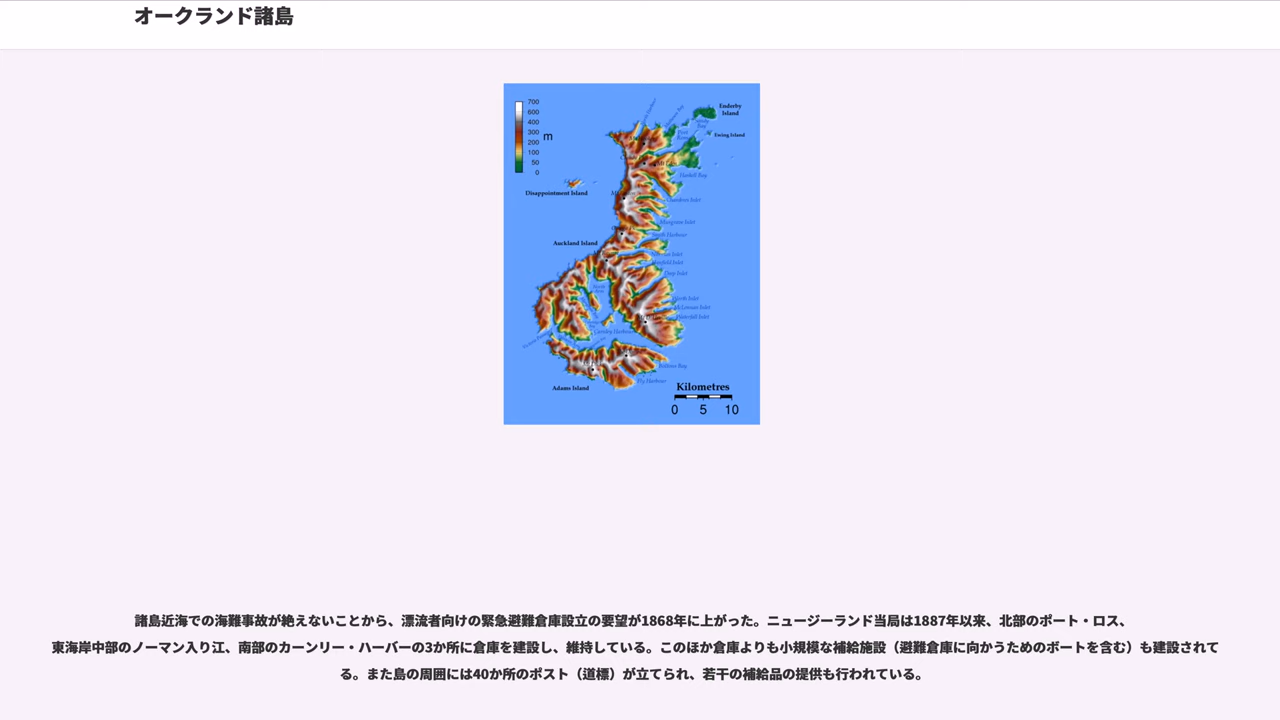 オークランド諸島
700
600
400
300
200
100
50
0
m
Enderby
Island
Ewing Island
Disappointment Island
Auckland Island
Adams Island
Kilometres
0 5 10
諸島近海での海難事故が絶えないことから、漂流者向けの緊急避難倉庫設立の要望が1868年に上がった。ニュージーランド当局は1887年以来、北部のポート・ロス、
東海岸中部のノーマン入り江、南部のカーンリー・ハーバーの3か所に倉庫を建設し、維持している。このほか倉庫よりも小規模な補給施設（避難倉庫に向かうためのボートを含む）も建設されて
る。また島の周囲には40か所のポスト（道標）が立てられ、若干の補給品の提供も行われている。